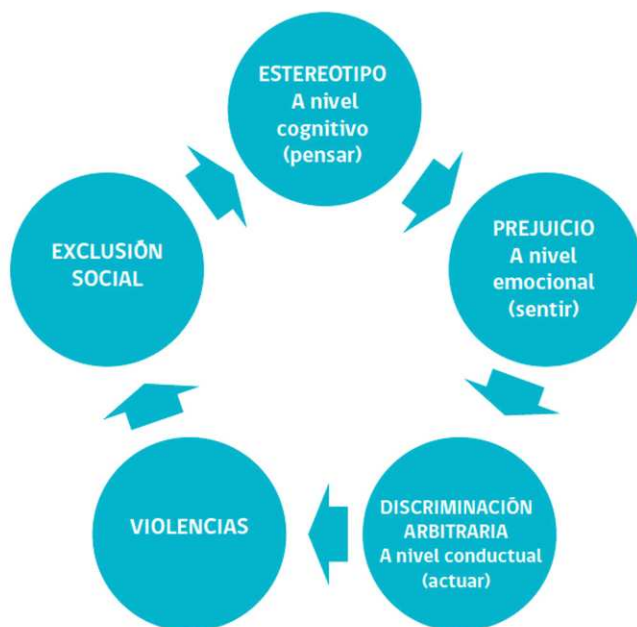 ESTEREOTIPO
A nivel
cognitivo
(pensar)
PREJUICIO
A nivel
emocional
(sentir)
DISCRIMINACIÓN
ARBITRARIA
A nivel conductual
(actuar)
VIOLENCIAS
EXCLUSIÓN
SOCIAL